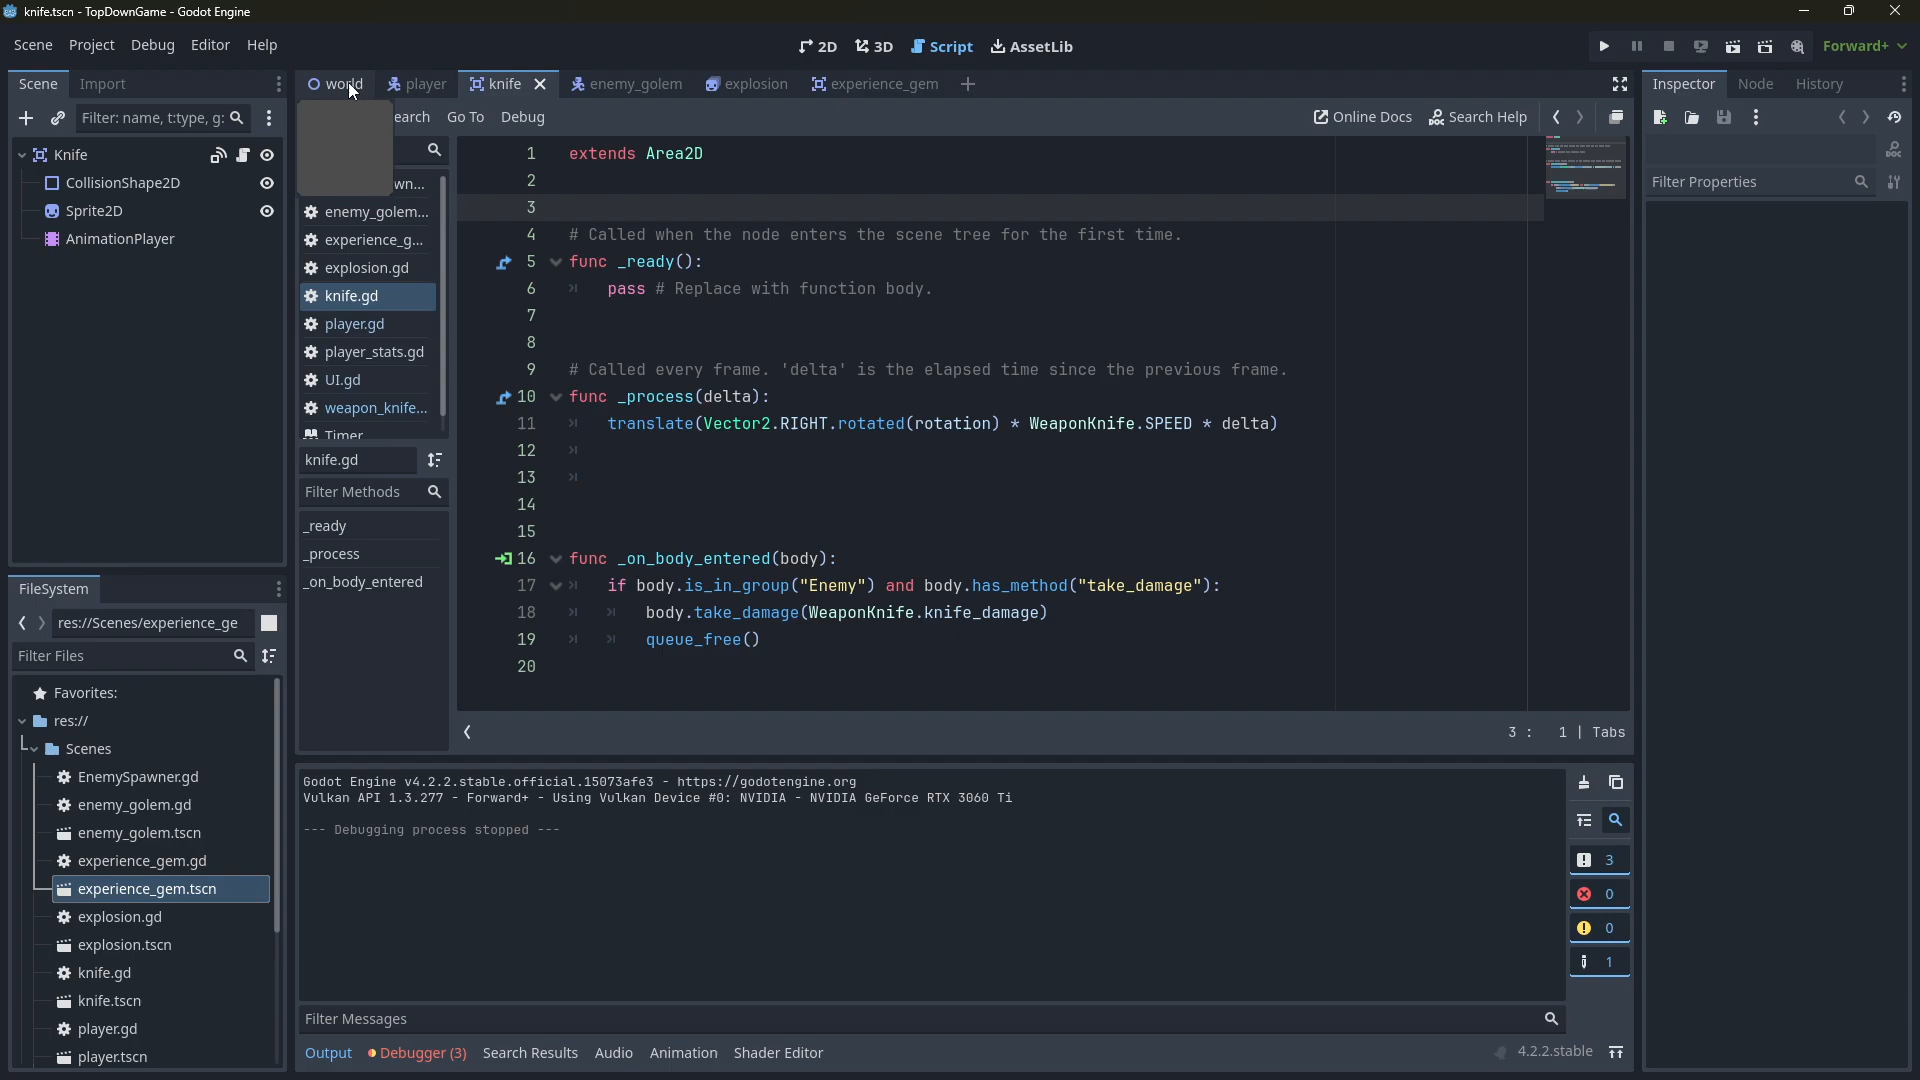 knife.tscn - TopDownGame - Godot Engine
Scene Project Debug Editor Help
2D 3D Script AssetLib
Forward+
Scene Import
world player knife enemy_golem explosion experience_gem
Inspector Node History
Filter: name, t:type, g:
earch Go To Debug
Online Docs Search Help
Knife
CollisionShape2D
Sprite2D
AnimationPlayer
wn...
enemy_golem...
experience_g...
explosion.gd
knife.gd
player.gd
player_stats.gd
UI.gd
weapon_knife...
Timer
knife.gd
Filter Methods
_ready
_process
_on_body_entered
1 extends Area2D
2
3
4 # Called when the node enters the scene tree for the first time.
5 func _ready():
6 pass # Replace with function body.
7
8
9 # Called every frame. 'delta' is the elapsed time since the previous frame.
10 func _process(delta):
11 translate(Vector2.RIGHT.rotated(rotation) * WeaponKnife.SPEED * delta)
12
13
14
15
16 func _on_body_entered(body):
17 if body.is_in_group("Enemy") and body.has_method("take_damage"):
18 body.take_damage(WeaponKnife.knife_damage)
19 queue_free()
20
3 : 1 | Tabs
Filter Properties
FileSystem
res://Scenes/experience_ge
Filter Files
Favorites:
res://
Scenes
EnemySpawner.gd
enemy_golem.gd
enemy_golem.tscn
experience_gem.gd
experience_gem.tscn
explosion.gd
explosion.tscn
knife.gd
knife.tscn
player.gd
player.tscn
Godot Engine v4.2.2.stable.official.15073afe3 - https://godotengine.org
Vulkan API 1.3.277 - Forward+ - Using Vulkan Device #0: NVIDIA - NVIDIA GeForce RTX 3060 Ti
--- Debugging process stopped ---
3
0
0
1
Filter Messages
Output Debugger (3) Search Results Audio Animation Shader Editor
4.2.2.stable